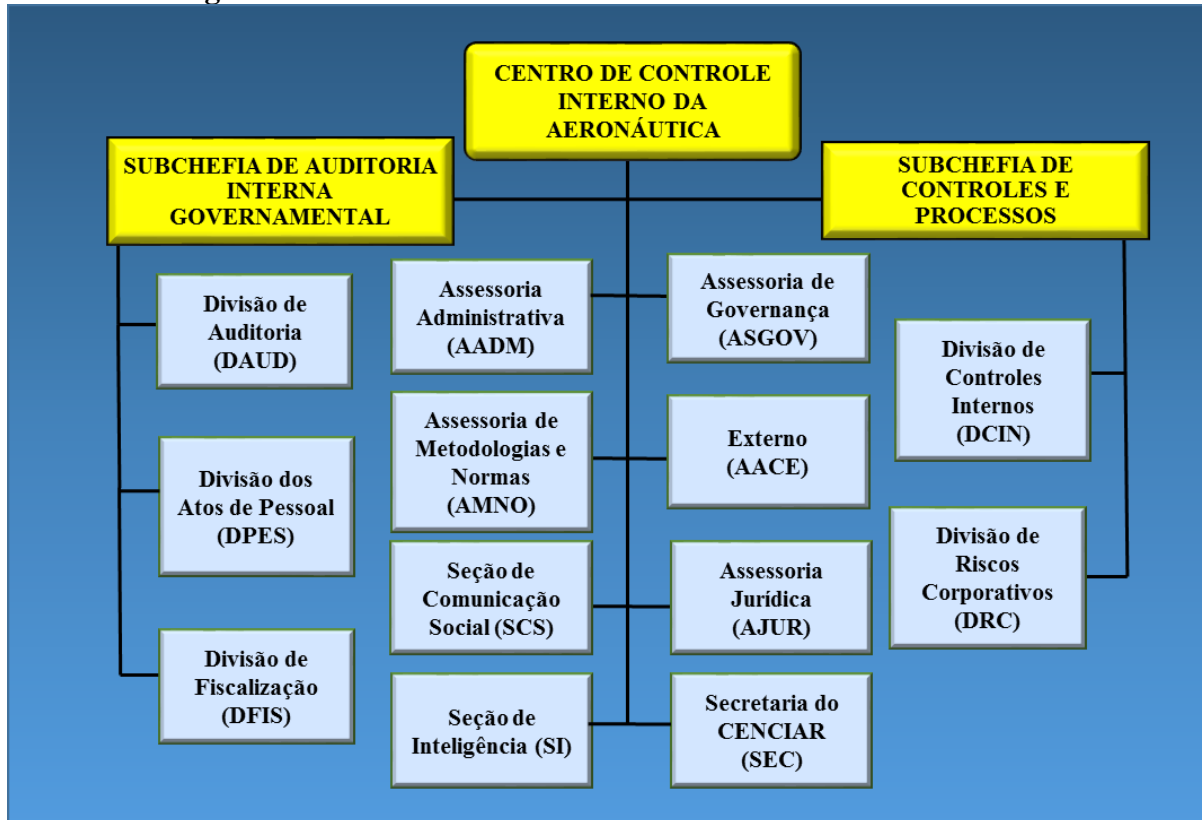 CENTRO DE CONTROLE
INTERNO DA
AERONÁUTICA
SUBCHEFIA DE AUDITORIA
INTERNA
GOVERNAMENTAL
SUBCHEFIA DE
CONTROLES E
PROCESSOS
Divisão de
Auditoria
(DAUD)
Assessoria
Administrativa
(AADM)
Assessoria de
Governança
(ASGOV)
Divisão de
Controles
Internos
(DCIN)
Divisão dos
Atos de Pessoal
(DPES)
Assessoria de
Metodologias e
Normas
(AMNO)
Externo
(AACE)
Divisão de
Riscos
Corporativos
(DRC)
Seção de
Comunicação
Social (SCS)
Assessoria
Jurídica
(AJUR)
Divisão de
Fiscalização
(DFIS)
Seção de
Inteligência (SI)
Secretaria do
CENCIAR
(SEC)